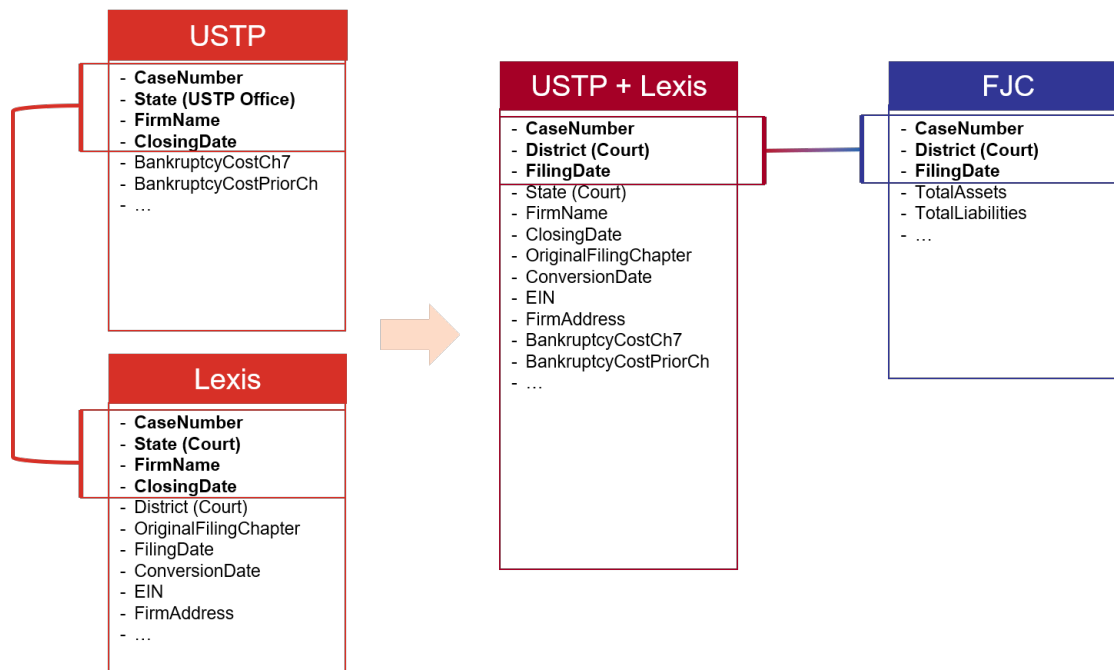 USTP
- CaseNumber
- State (USTP Office)
- FirmName
- ClosingDate
- BankruptcyCostCh7
- BankruptcyCostPriorCh
- …
Lexis
- CaseNumber
- State (Court)
- FirmName
- ClosingDate
- District (Court)
- OriginalFilingChapter
- FilingDate
- ConversionDate
- EIN
- FirmAddress
- …
USTP + Lexis
- CaseNumber
- District (Court)
- FilingDate
- State (Court)
- FirmName
- ClosingDate
- OriginalFilingChapter
- ConversionDate
- EIN
- FirmAddress
- BankruptcyCostCh7
- BankruptcyCostPriorCh
- …
FJC
- CaseNumber
- District (Court)
- FilingDate
- TotalAssets
- TotalLiabilities
- …